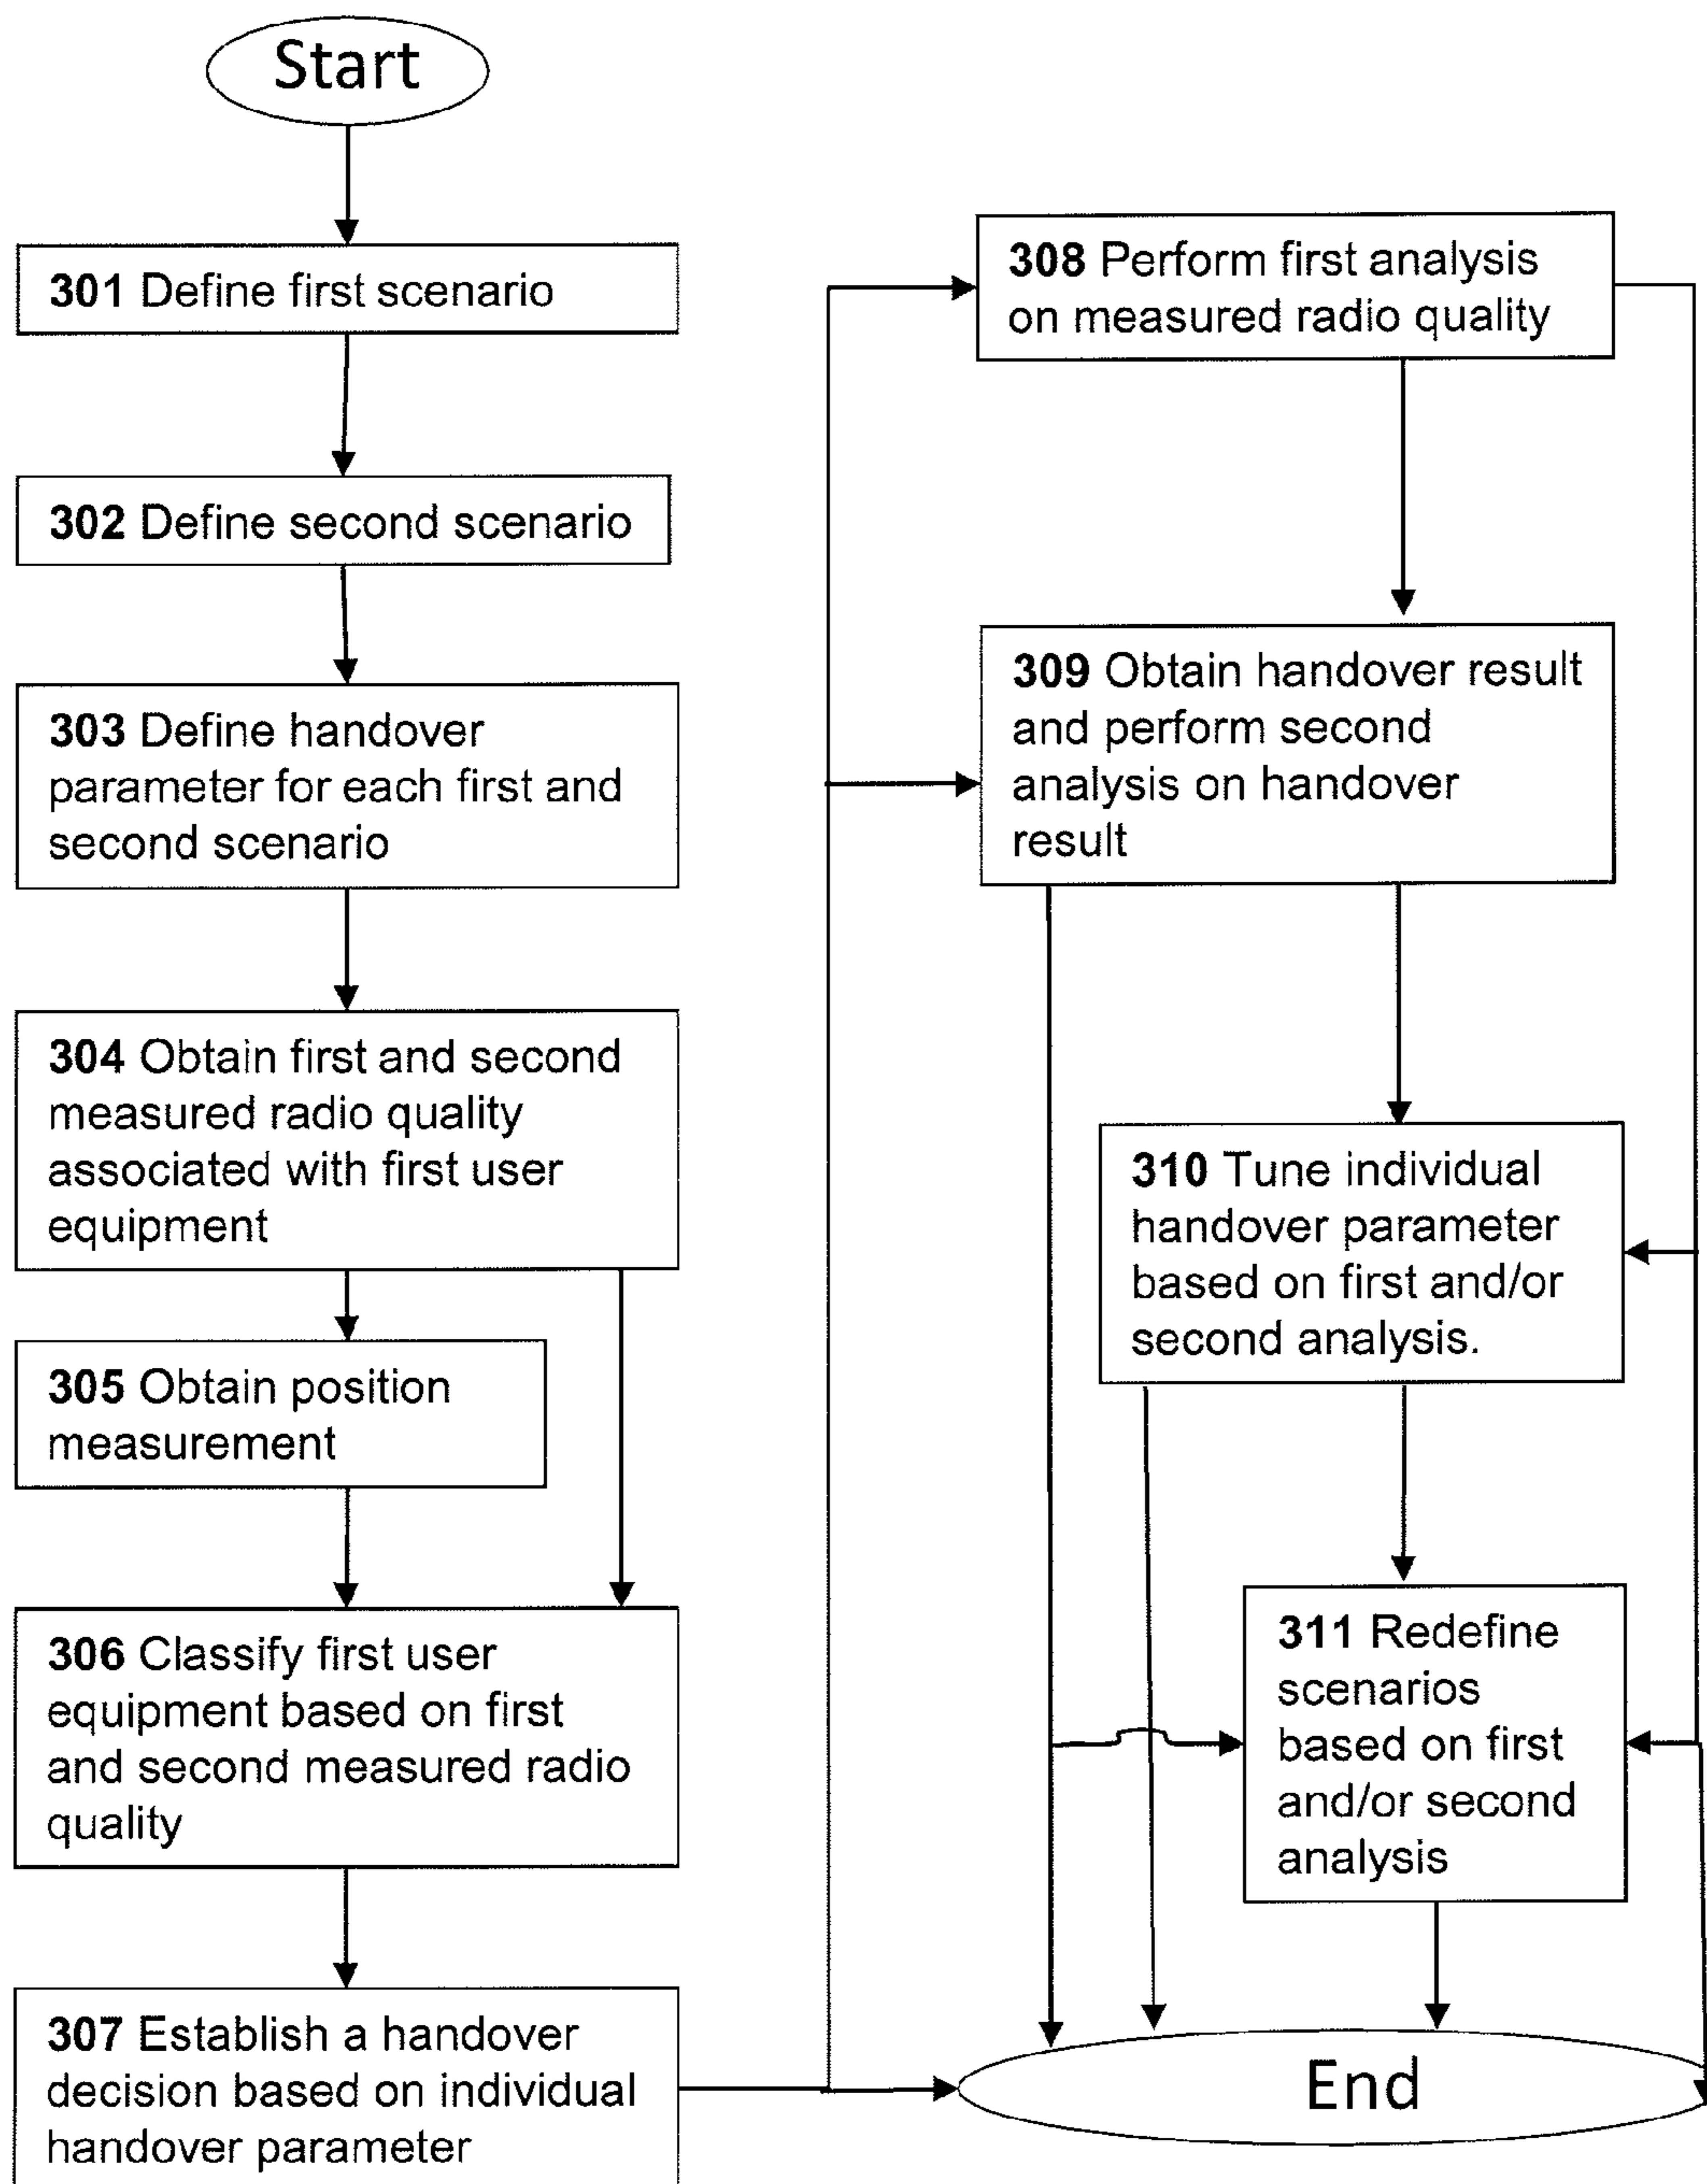 Start
301 Define first scenario
302 Define second scenario
303 Define handover
parameter for each first and
second scenario
304 Obtain first and second
measured radio quality
associated with first user
equipment
305 Obtain position
measurement
306 Classify first user
equipment based on first
and second measured radio
quality
307 Establish a handover
decision based on individual
handover parameter
308 Perform first analysis
on measured radio quality
309 Obtain handover result
and perform second
analysis on handover
result
310 Tune individual
handover parameter
based on first and/or
second analysis.
311 Redefine
scenarios
based on first
and/or second
analysis
End